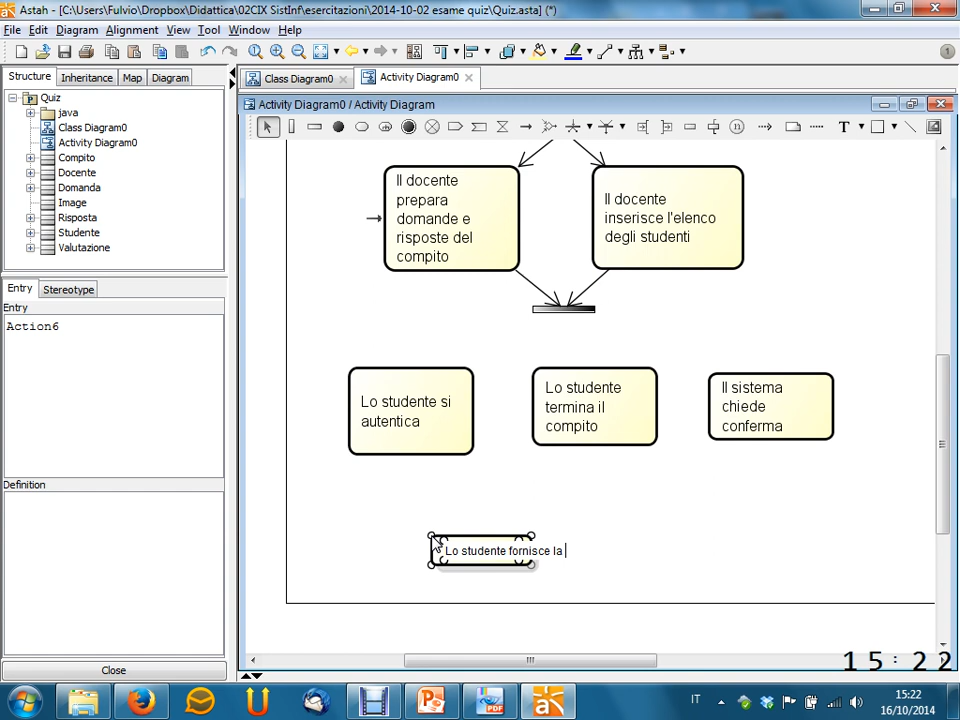 Astah - [C:\Users\Fulvio\Dropbox\Didattica\02CIX SistInf\esercitazioni\2014-10-02 esame quiz\Quiz.asta] (*)
File Edit Diagram Alignment View Tool Window Help
1
Structure Inheritance Map Diagram
Class Diagram0
Activity Diagram0
Quiz
java
Class Diagram0
Activity Diagram0
Compito
Docente
Domanda
Image
Risposta
Studente
Valutazione
Entry Stereotype
Entry
Action6
Definition
Close
Activity Diagram0 / Activity Diagram
T
Il docente
prepara
domande e
risposte del
compito
Il docente
inserisce l'elenco
degli studenti
Lo studente si
autentica
Lo studente
termina il
compito
Il sistema
chiede
conferma
Lo studente fornisce la
15:22
IT
15:22
16/10/2014